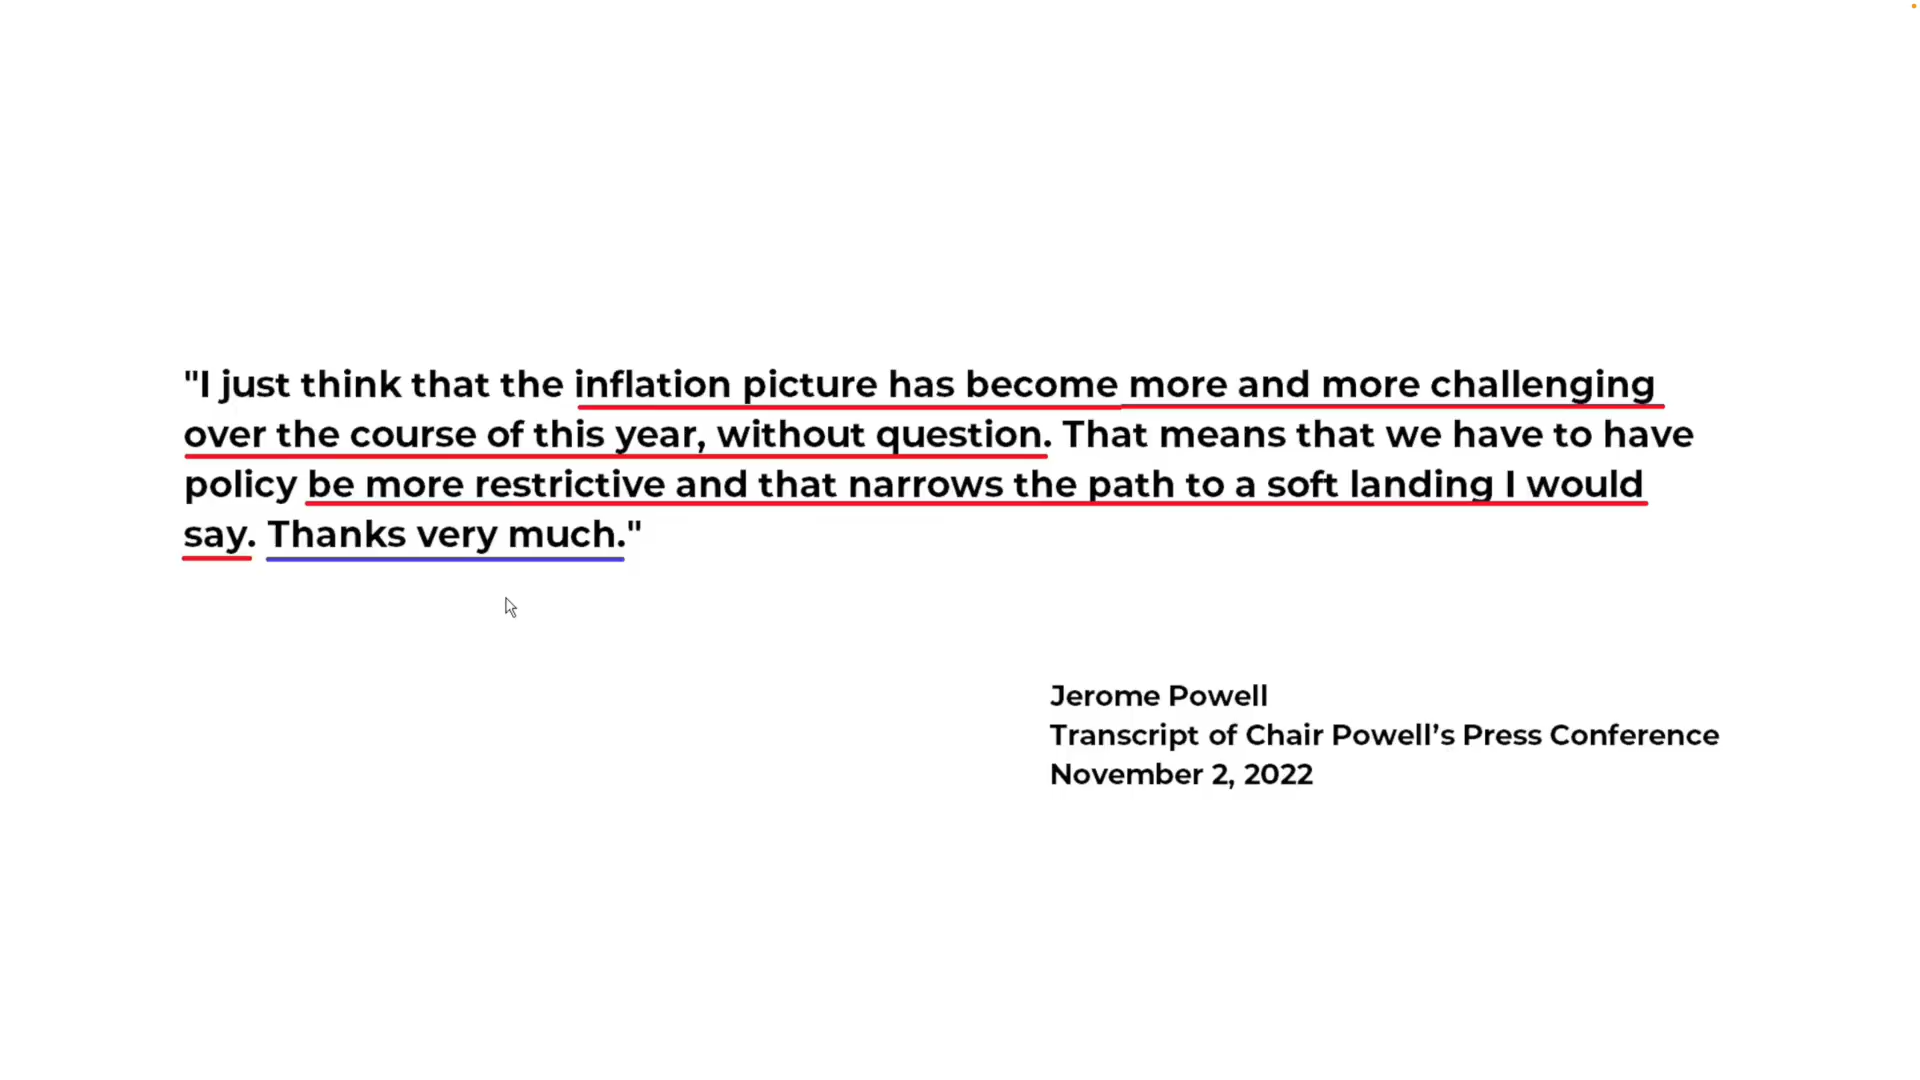 "I just think that the inflation picture has become more and more challenging
over the course of this year, without question. That means that we have to have
policy be more restrictive and that narrows the path to a soft landing I would
say. Thanks very much."
Jerome Powell
Transcript of Chair Powell’s Press Conference
November 2, 2022